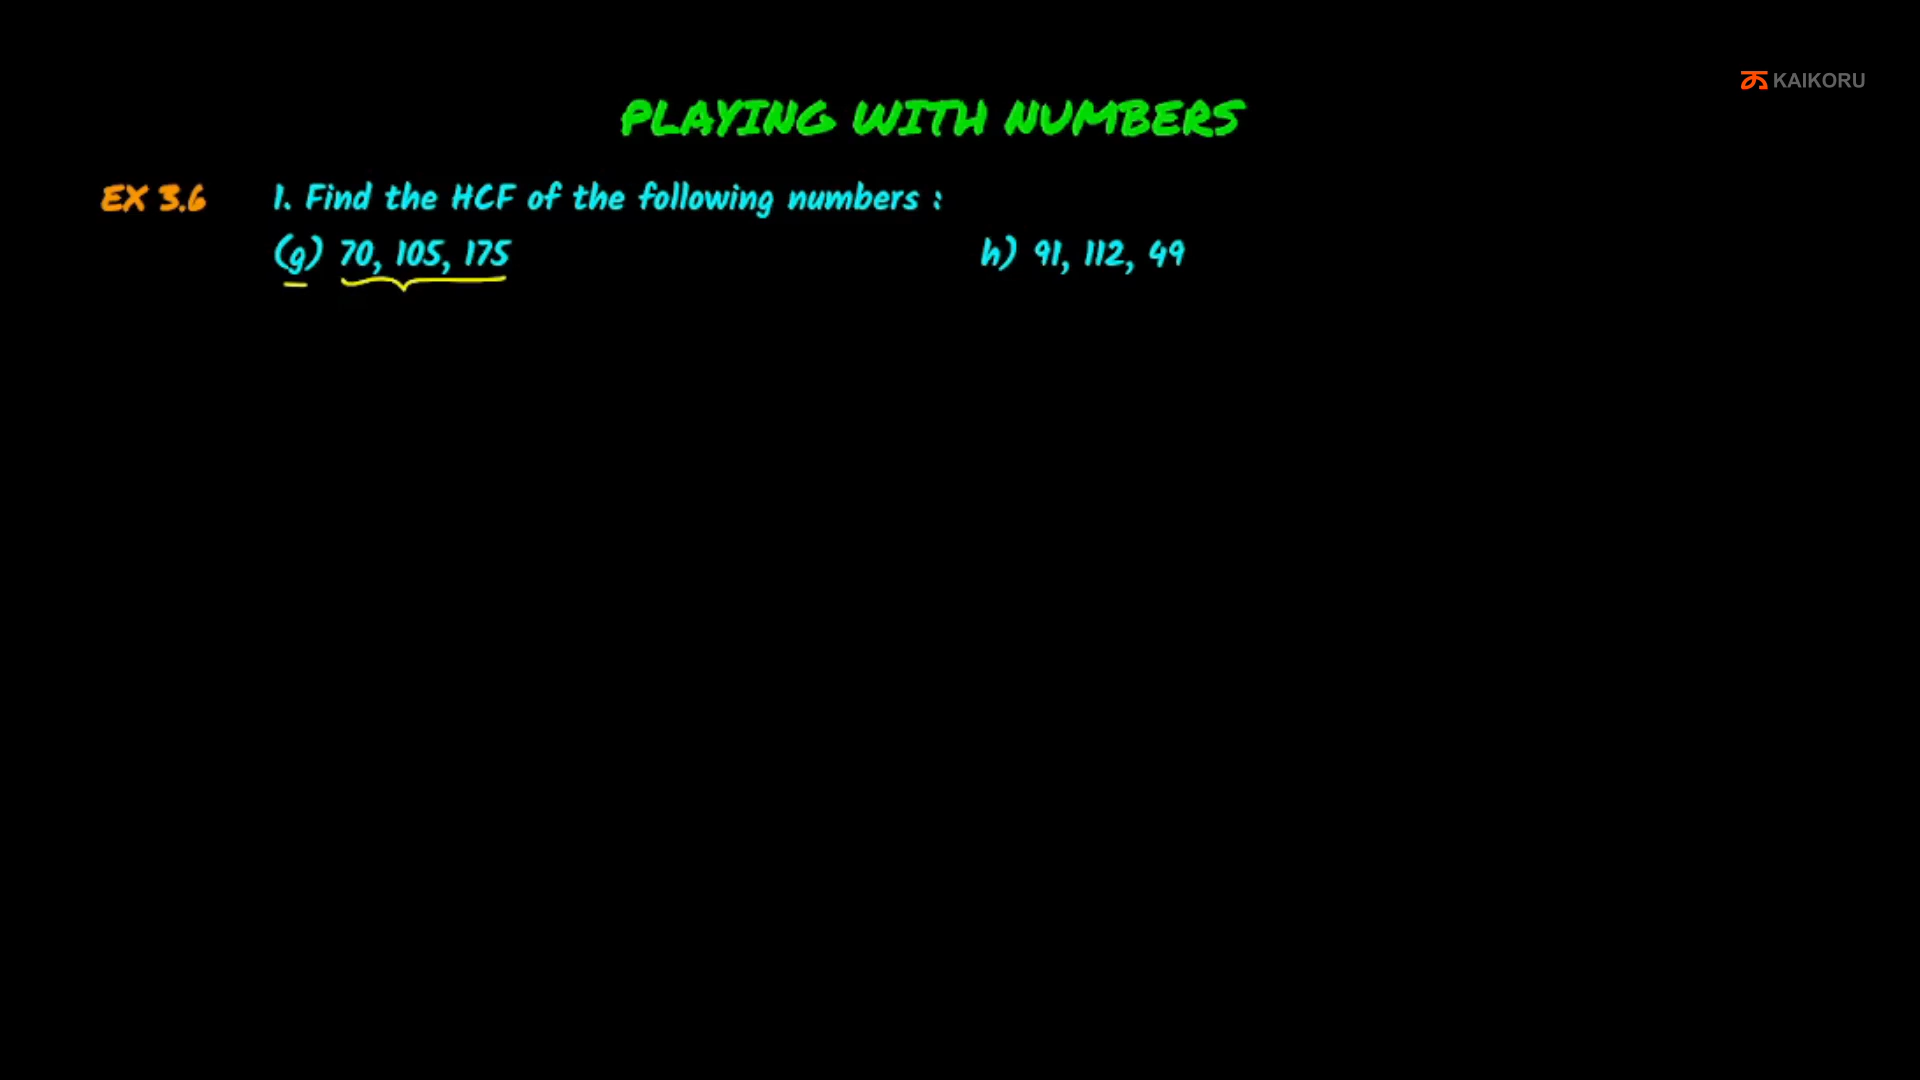 KAIKORU
PLAYING WITH NUMBERS
EX 3.6 1. Find the HCF of the following numbers :
(g) 70, 105, 175 h) 91, 112, 49